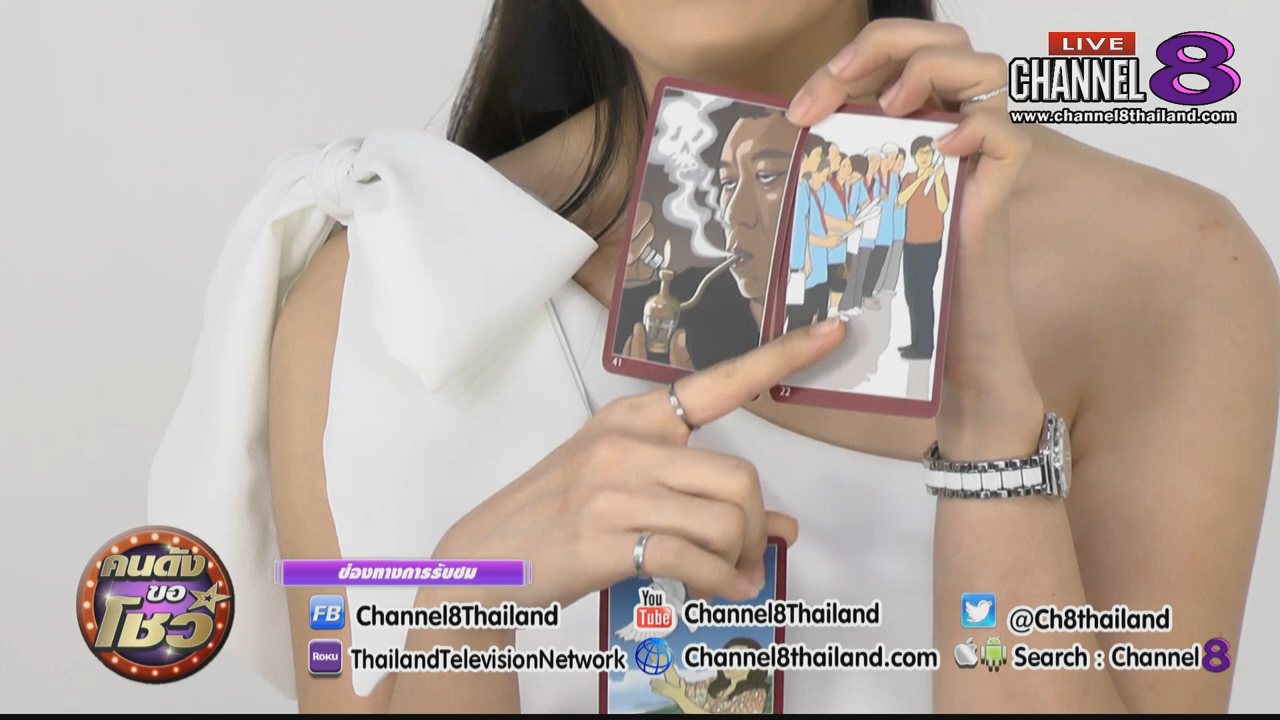 LIVE
CHANNEL 8
www.channel8thailand.com
41
22
คนดัง
ขอ
โชว์
ช่องทางการรับชม
FB Channel8Thailand
You Tube Channel8Thailand
@Ch8thailand
ROKU ThailandTelevisionNetwork
Channel8thailand.com
Search : Channel 8